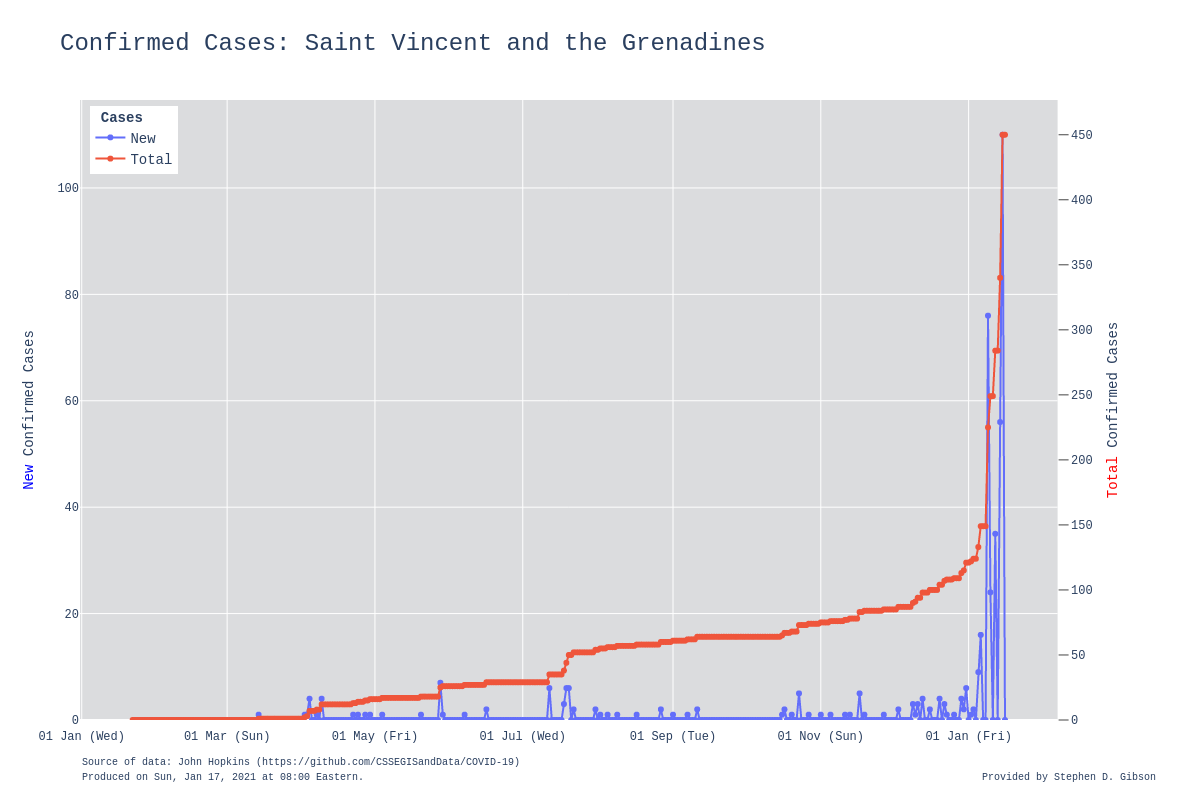 Confirmed Cases: Saint Vincent and the Grenadines
Cases
New
Total
100
80
60
40
20
0
New Confirmed Cases
450
400
350
300
250
200
150
100
50
0
Total Confirmed Cases
01 Jan (Wed) 01 Mar (Sun) 01 May (Fri) 01 Jul (Wed) 01 Sep (Tue) 01 Nov (Sun) 01 Jan (Fri)
Source of data: John Hopkins (https://github.com/CSSEGISandData/COVID-19)
Produced on Sun, Jan 17, 2021 at 08:00 Eastern.
Provided by Stephen D. Gibson